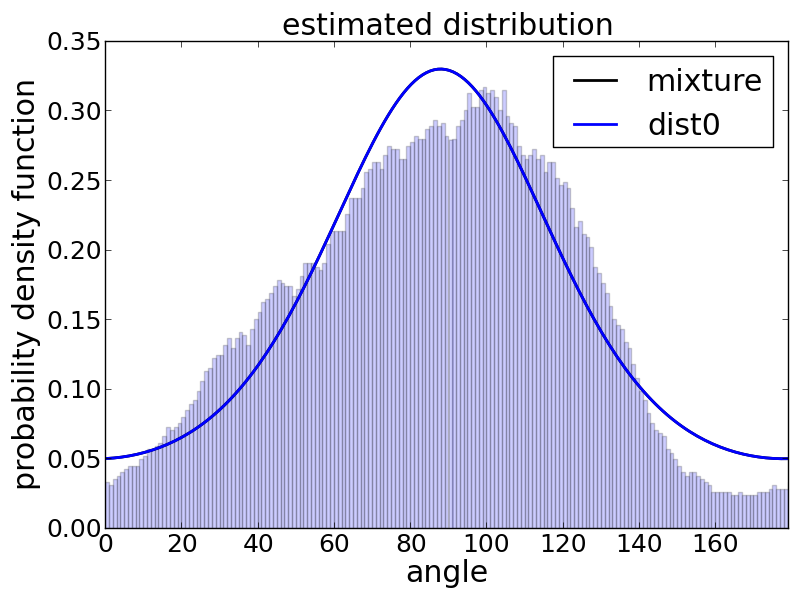 estimated distribution
0.35
0.30
0.25
0.20
0.15
0.10
0.05
0.00
probability density function
mixture
dist0
0 20 40 60 80 100 120 140 160
angle